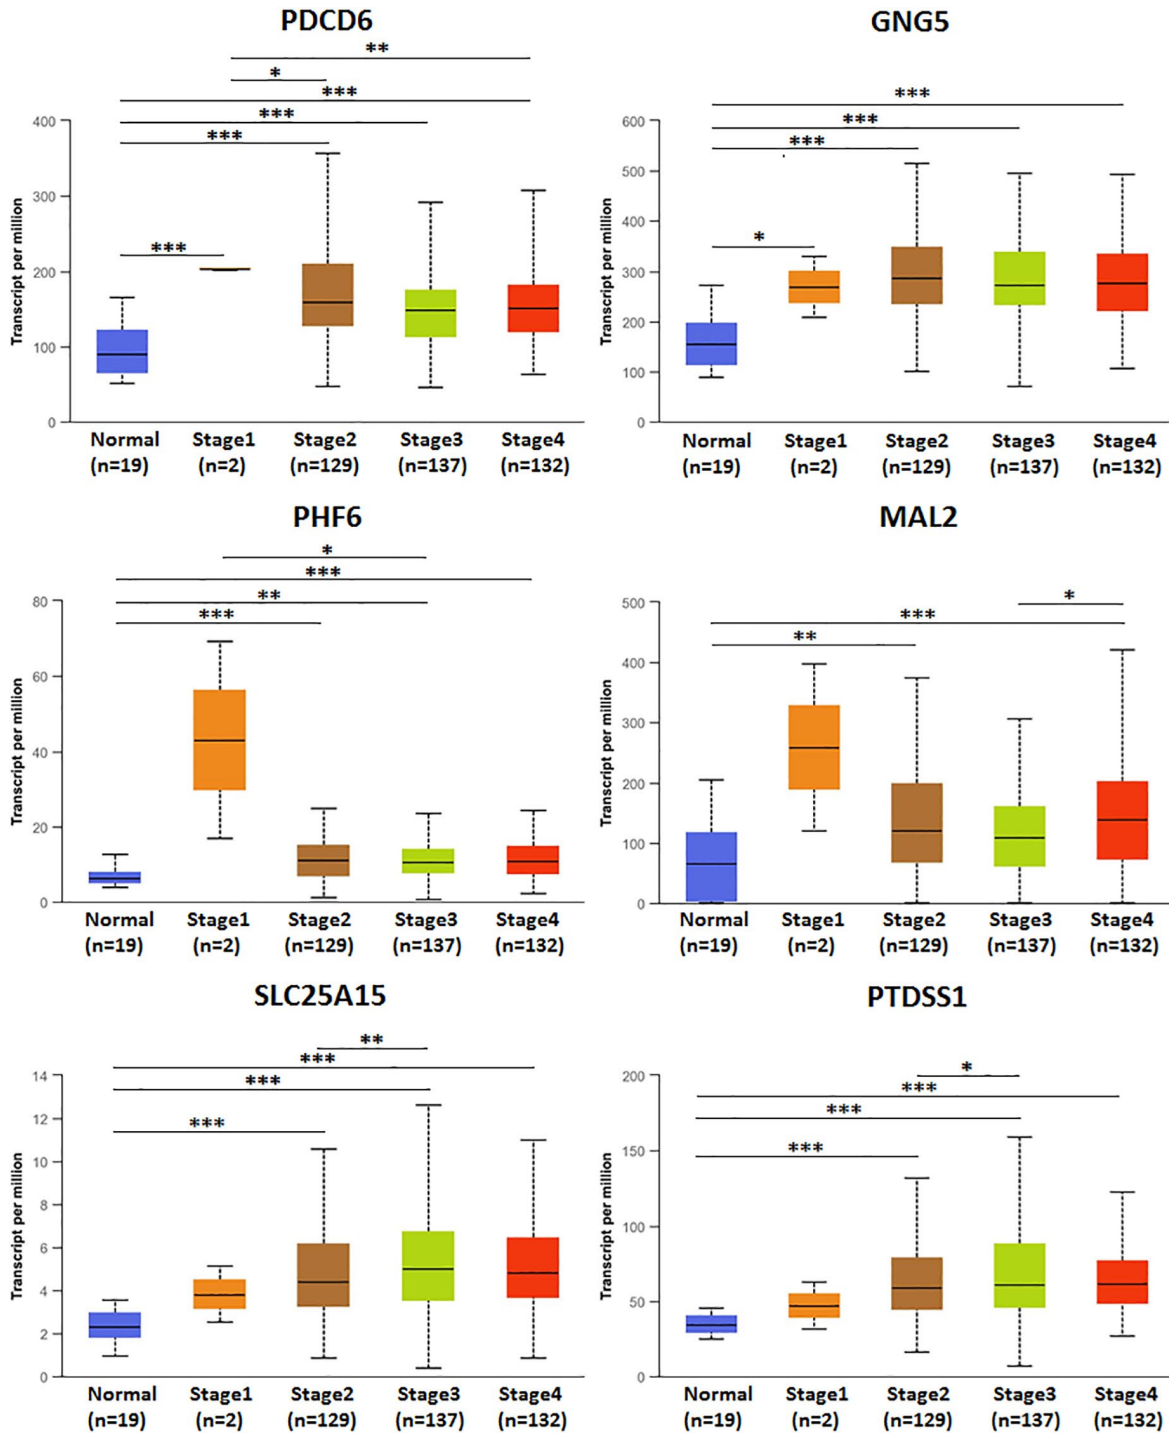 PDCD6
**
*
***
***
***
***
400
300
200
100
0
Transcript per million
Normal Stage1 Stage2 Stage3 Stage4
(n=19) (n=2) (n=129) (n=137) (n=132)
GNG5
***
***
***
*
600
500
400
300
200
100
0
Transcript per million
Normal Stage1 Stage2 Stage3 Stage4
(n=19) (n=2) (n=129) (n=137) (n=132)
PHF6
*
***
**
***
80
60
40
20
0
Transcript per million
Normal Stage1 Stage2 Stage3 Stage4
(n=19) (n=2) (n=129) (n=137) (n=132)
MAL2
*
***
**
500
400
300
200
100
0
Transcript per million
Normal Stage1 Stage2 Stage3 Stage4
(n=19) (n=2) (n=129) (n=137) (n=132)
SLC25A15
**
***
***
***
14
12
10
8
6
4
2
0
Transcript per million
Normal Stage1 Stage2 Stage3 Stage4
(n=19) (n=2) (n=129) (n=137) (n=132)
PTDSS1
*
***
***
***
200
150
100
50
0
Transcript per million
Normal Stage1 Stage2 Stage3 Stage4
(n=19) (n=2) (n=129) (n=137) (n=132)